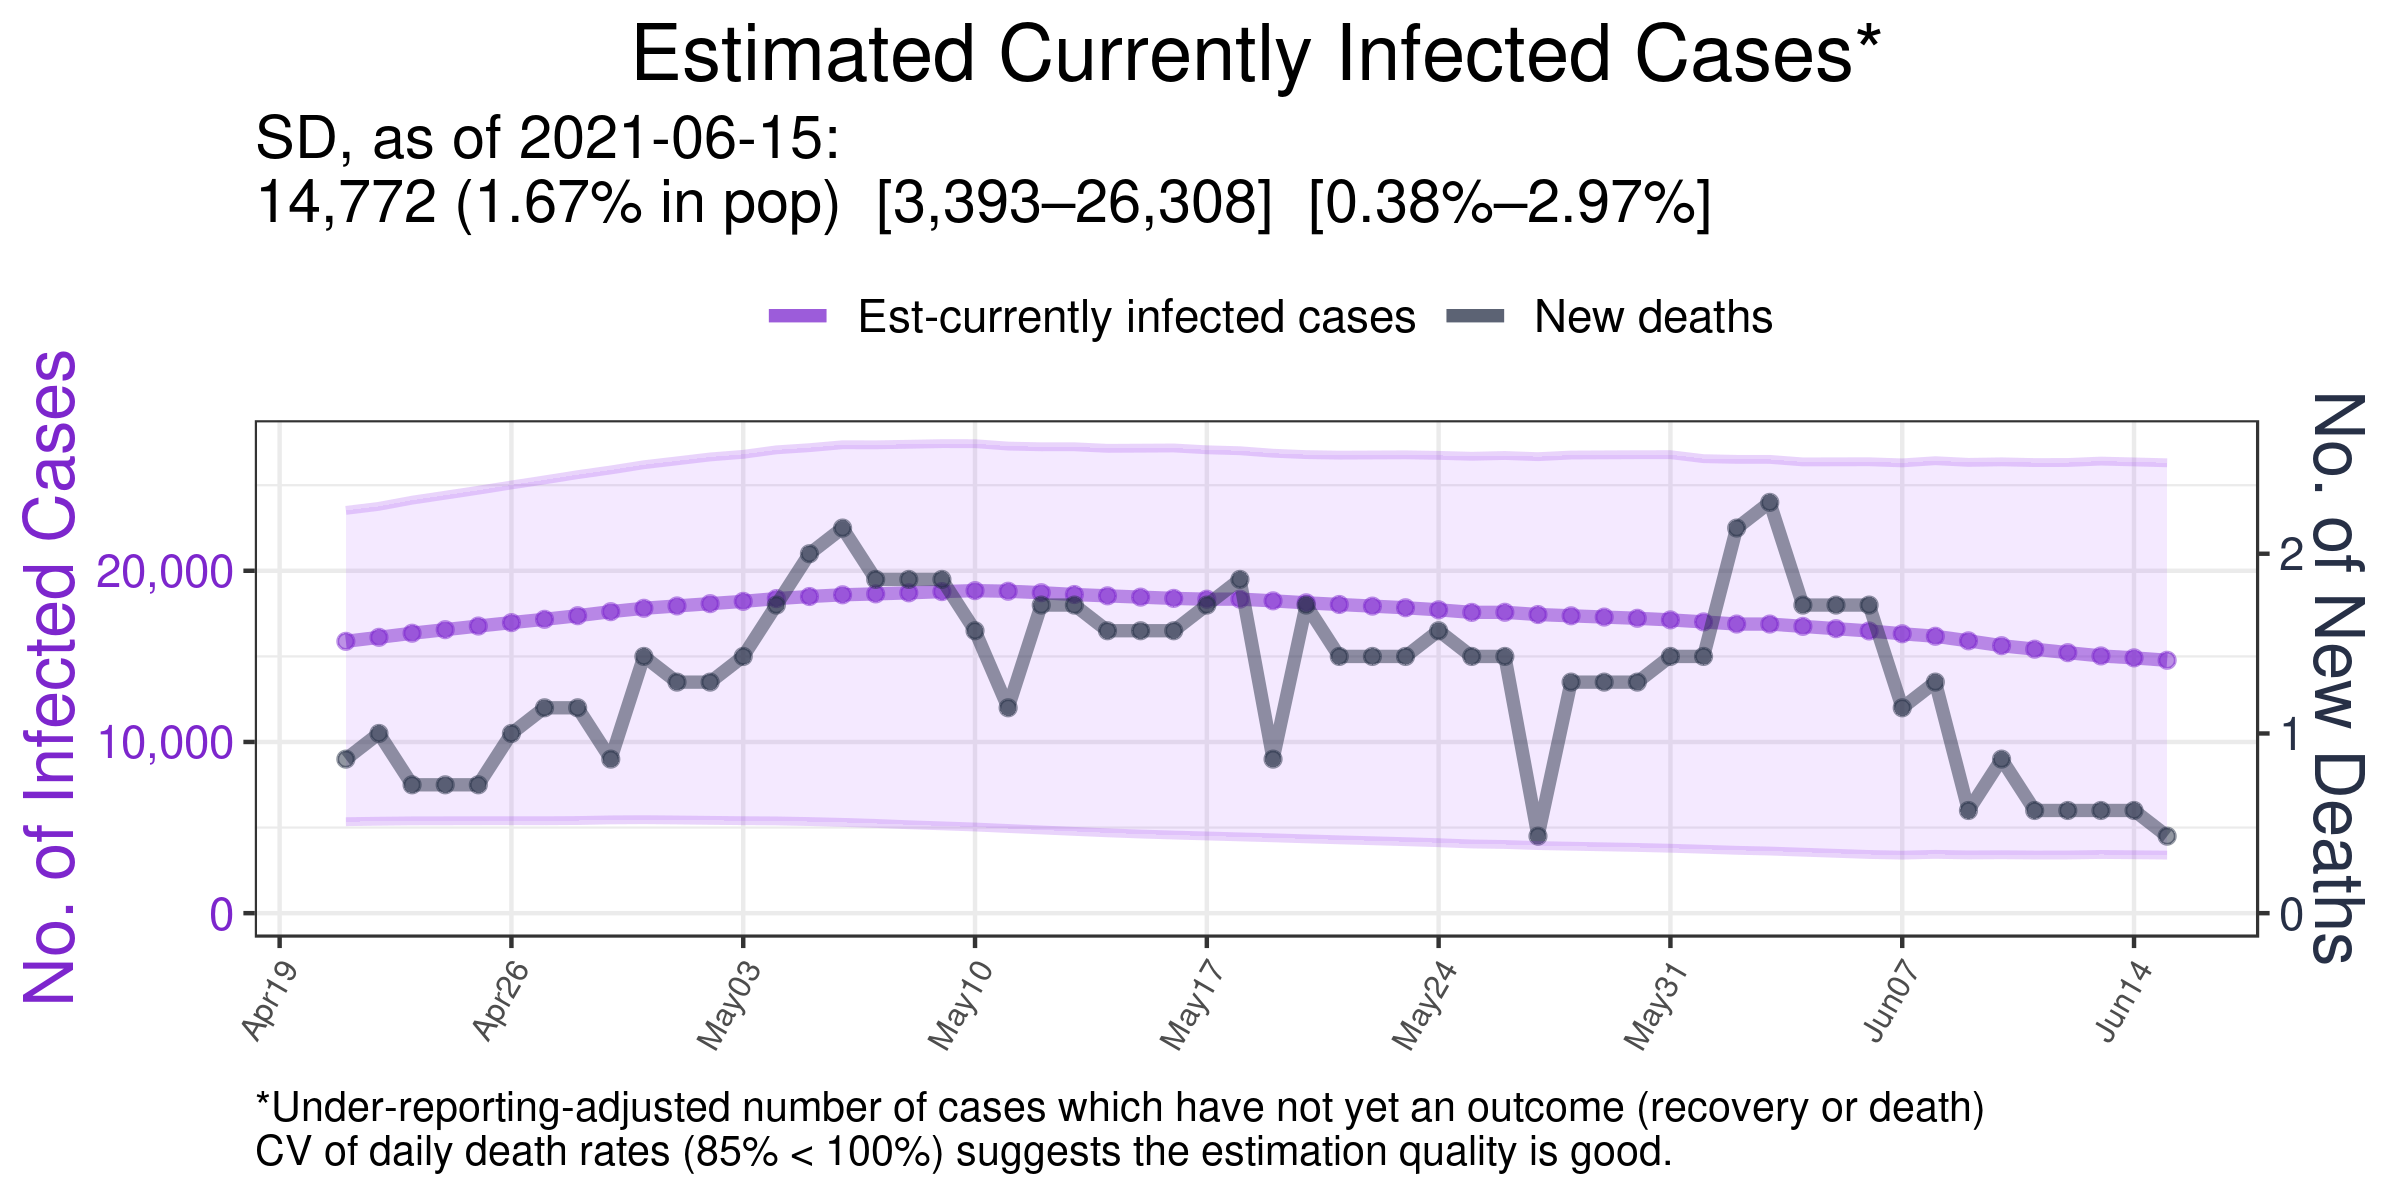 Estimated Currently Infected Cases*
SD, as of 2021-06-15:
14,772 (1.67% in pop)  [3,393–26,308]  [0.38%–2.97%]
Est-currently infected cases
New deaths
No. of Infected Cases
20,000
10,000
0
2
1
0
No. of New Deaths
Apr19
Apr26
May03
May10
May17
May24
May31
Jun07
Jun14
*Under-reporting-adjusted number of cases which have not yet an outcome (recovery or death)
CV of daily death rates (85% < 100%) suggests the estimation quality is good.